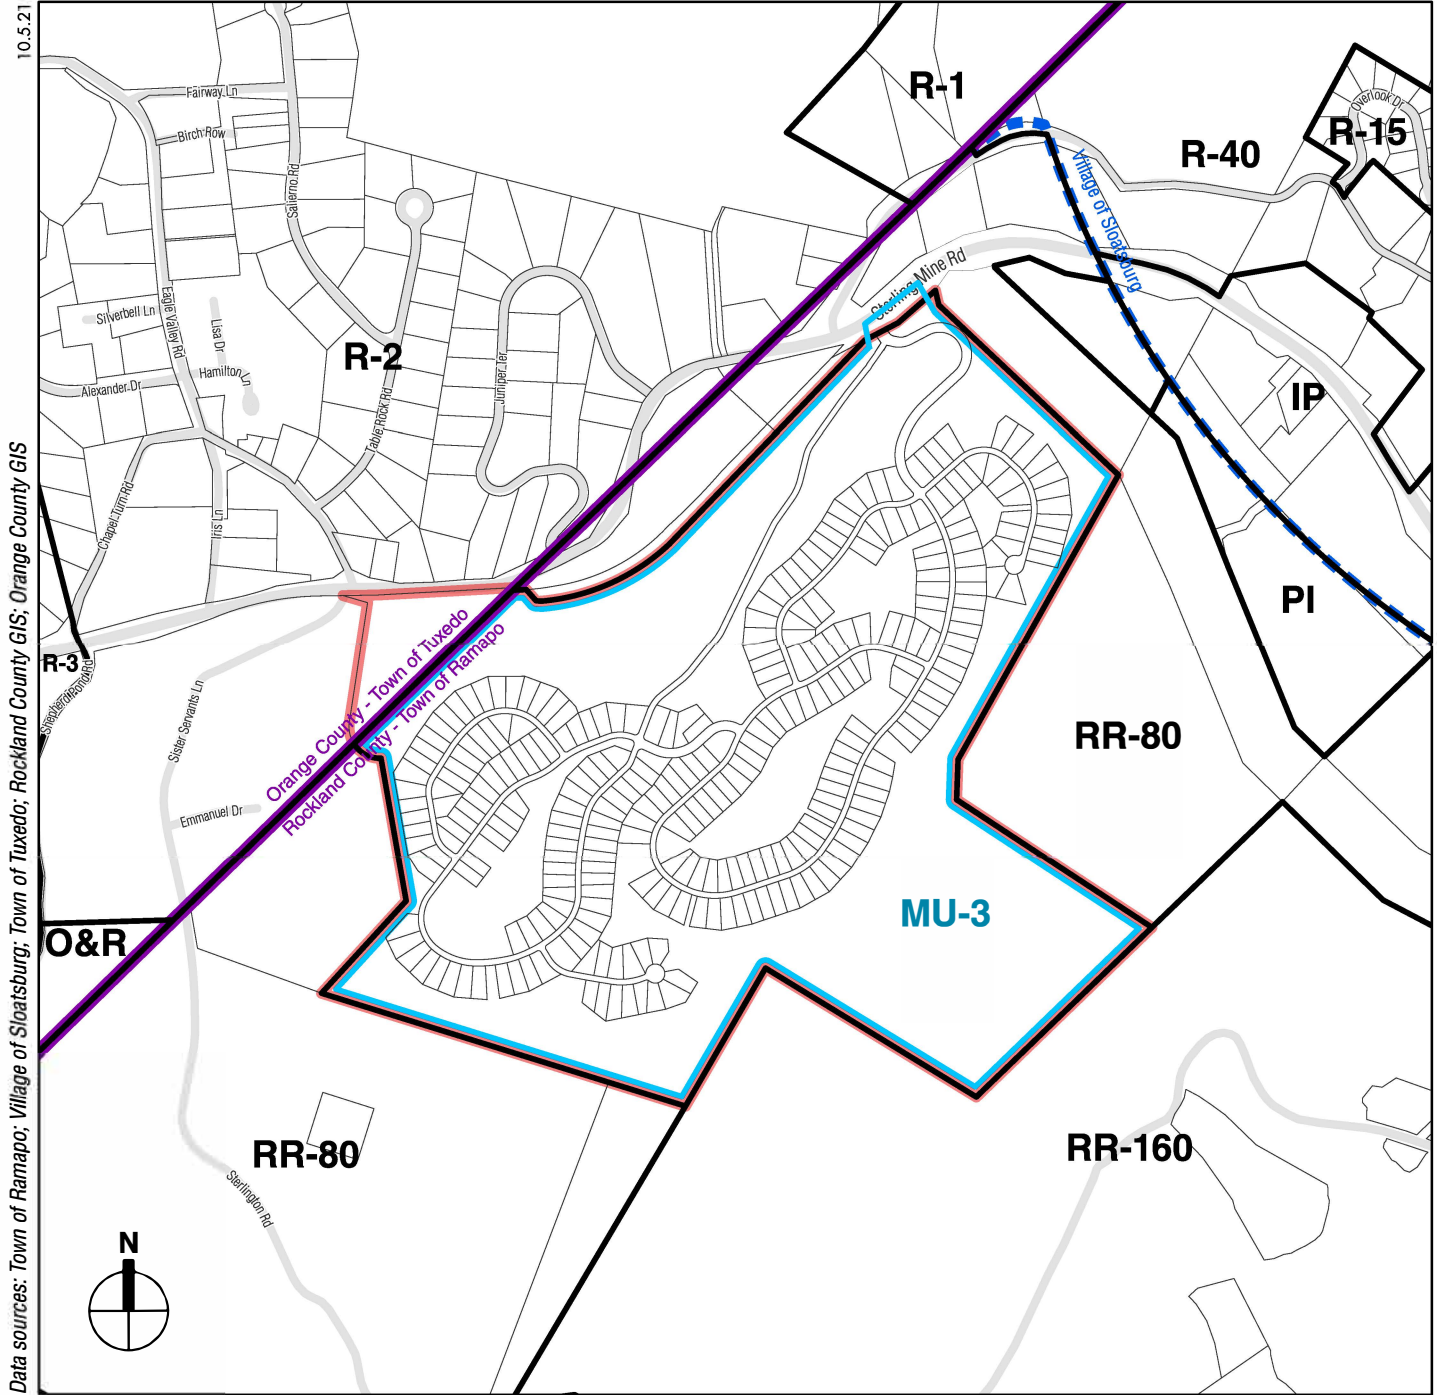 10.5.21
Data sources: Town of Ramapo; Village of Sloatsburg; Town of Tuxedo; Rockland County GIS; Orange County GIS
R-1
R-40
R-15
Overlook Dr
Fairway Ln
Birch Row
Salierno Rd
Village of Sloatsburg
Sterling Mine Rd
Eagle Valley Rd
Silverbell Ln
Lisa Dr
Hamilton Ln
Alexander Dr
R-2
Juniper Ter
Table Rock Rd
IP
Chapel Turn Rd
Iris Ln
PI
R-3
Shepherd Pond Rd
Sister Servants Ln
Orange County - Town of Tuxedo
Rockland County - Town of Ramapo
Emmanuel Dr
RR-80
MU-3
O&R
RR-80
RR-160
Sterlington Rd
N